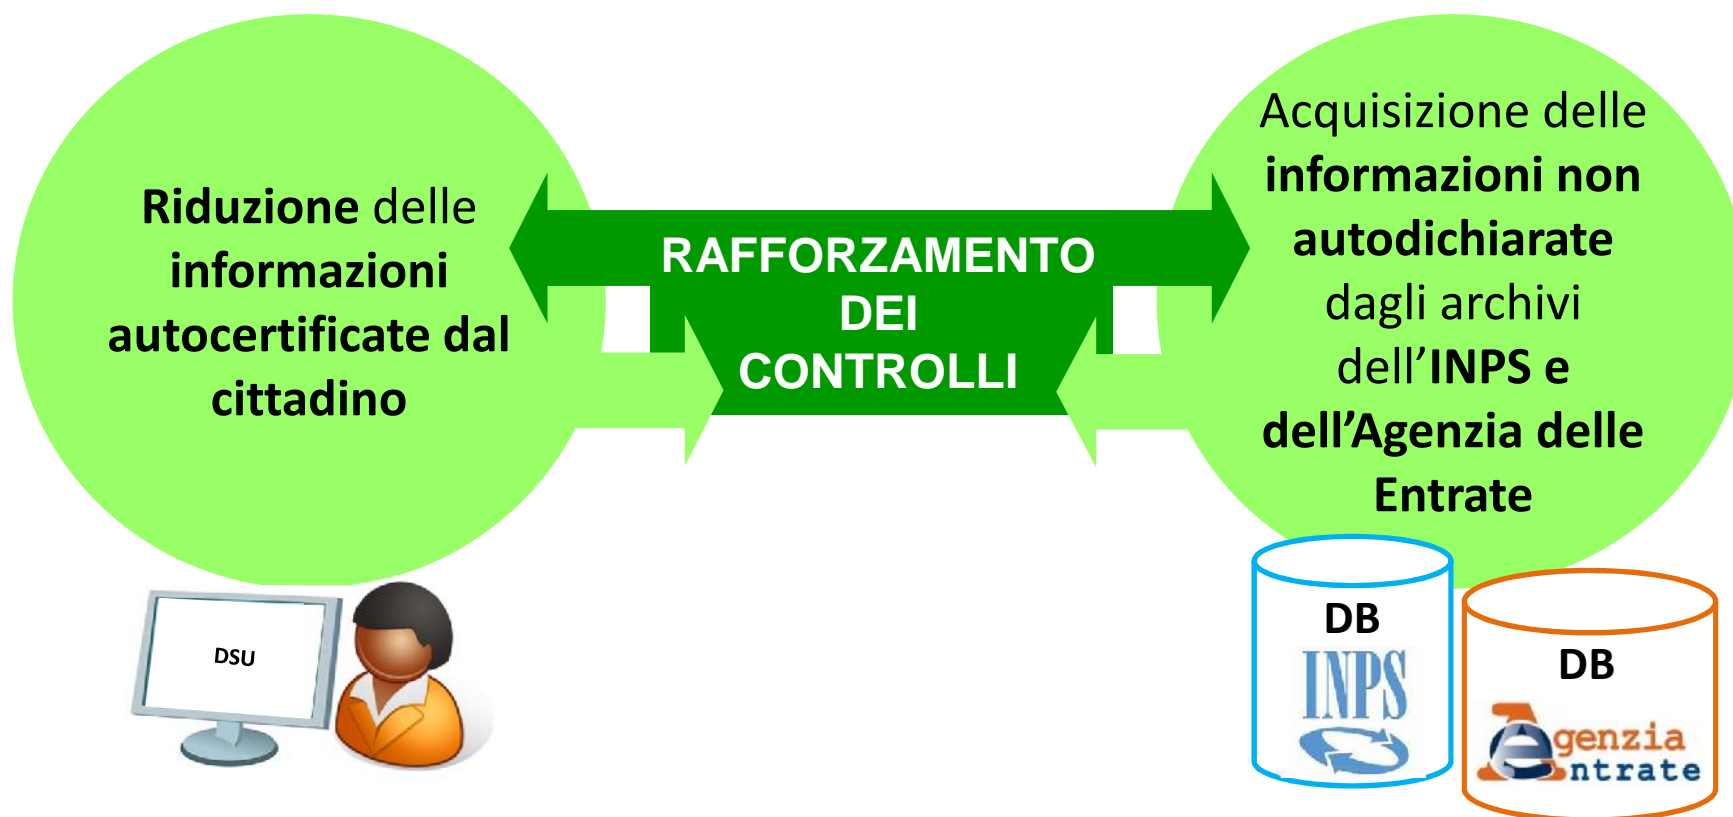 Riduzione delle
informazioni
autocertificate dal
cittadino
RAFFORZAMENTO
DEI
CONTROLLI
Acquisizione delle
informazioni non
autodichiarate
dagli archivi
dell’INPS e
dell’Agenzia delle
Entrate
DSU
DB
INPS
DB
Agenzia
Entrate